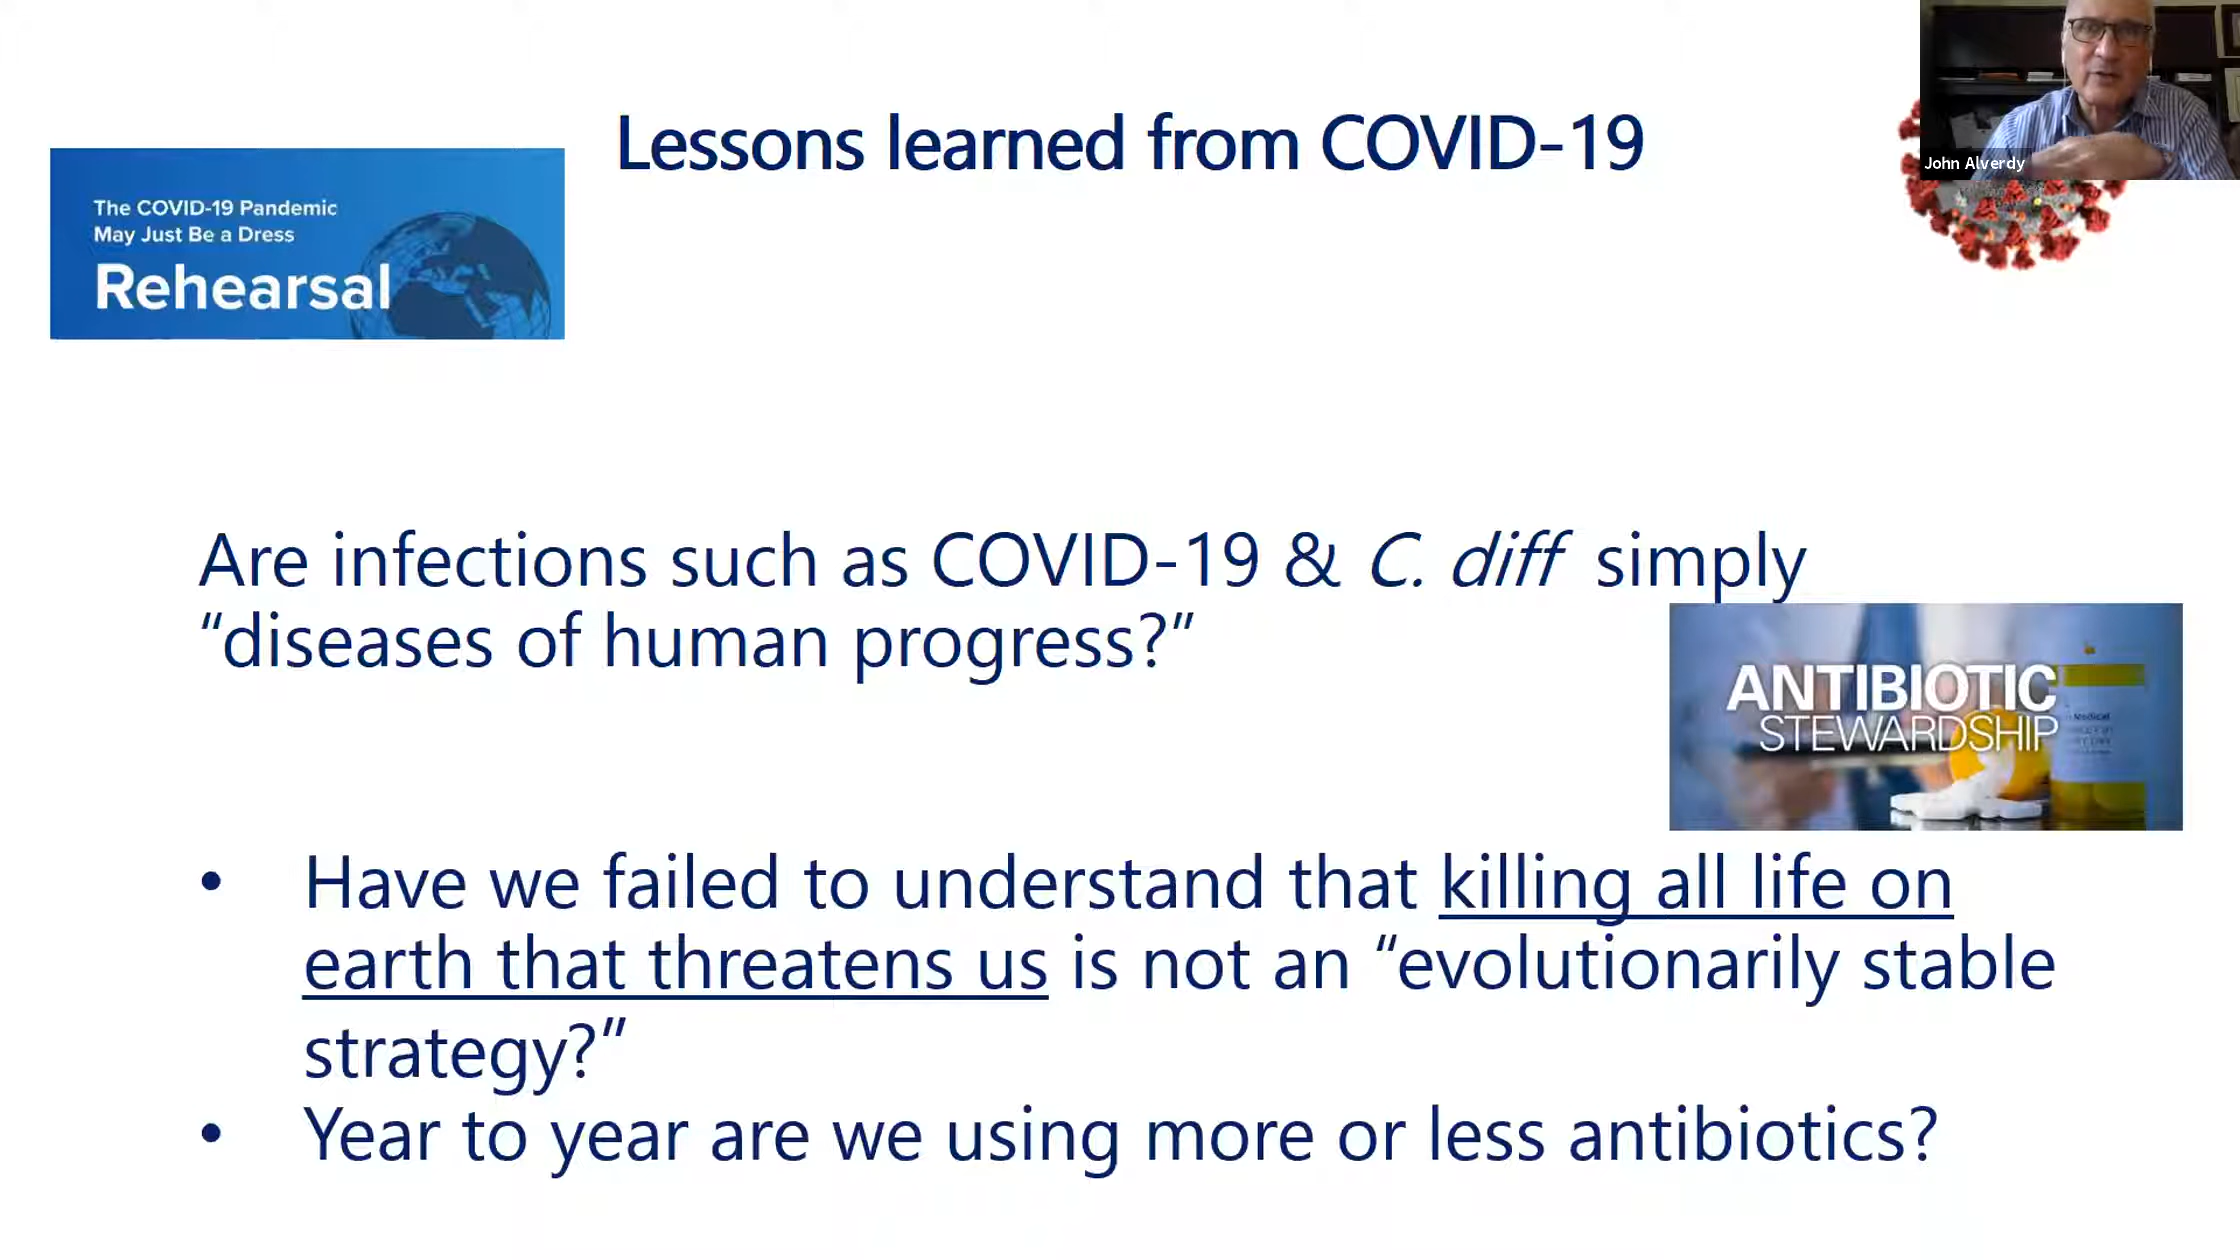 Lessons learned from COVID-19
John Alverdy
The COVID-19 Pandemic
May Just Be a Dress
Rehearsal
Are infections such as COVID-19 & C. diff simply
“diseases of human progress?”
ANTIBIOTIC
STEWARDSHIP
Medical
• Have we failed to understand that killing all life on
earth that threatens us is not an “evolutionarily stable
strategy?”
• Year to year are we using more or less antibiotics?